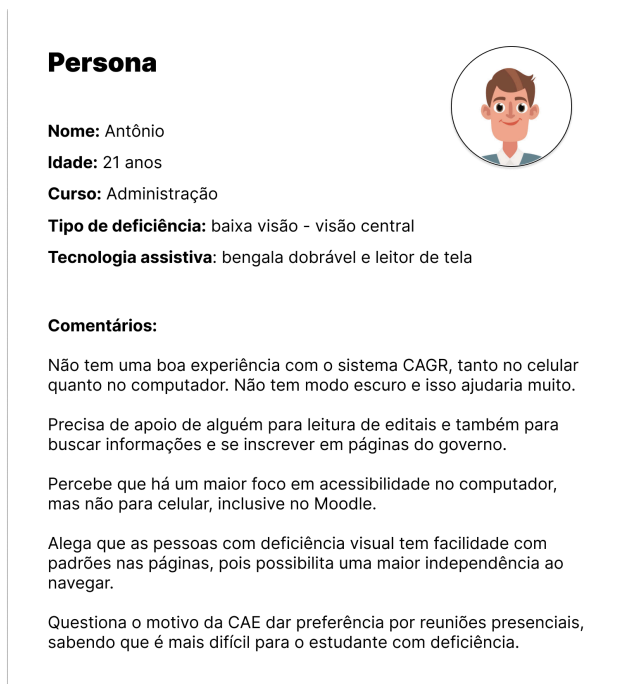 Persona
Nome: Antônio
Idade: 21 anos
Curso: Administração
Tipo de deficiência: baixa visão - visão central
Tecnologia assistiva: bengala dobrável e leitor de tela
Comentários:
Não tem uma boa experiência com o sistema CAGR, tanto no celular
quanto no computador. Não tem modo escuro e isso ajudaria muito.
Precisa de apoio de alguém para leitura de editais e também para
buscar informações e se inscrever em páginas do governo.
Percebe que há um maior foco em acessibilidade no computador,
mas não para celular, inclusive no Moodle.
Alega que as pessoas com deficiência visual tem facilidade com
padrões nas páginas, pois possibilita uma maior independência ao
navegar.
Questiona o motivo da CAE dar preferência por reuniões presenciais,
sabendo que é mais difícil para o estudante com deficiência.